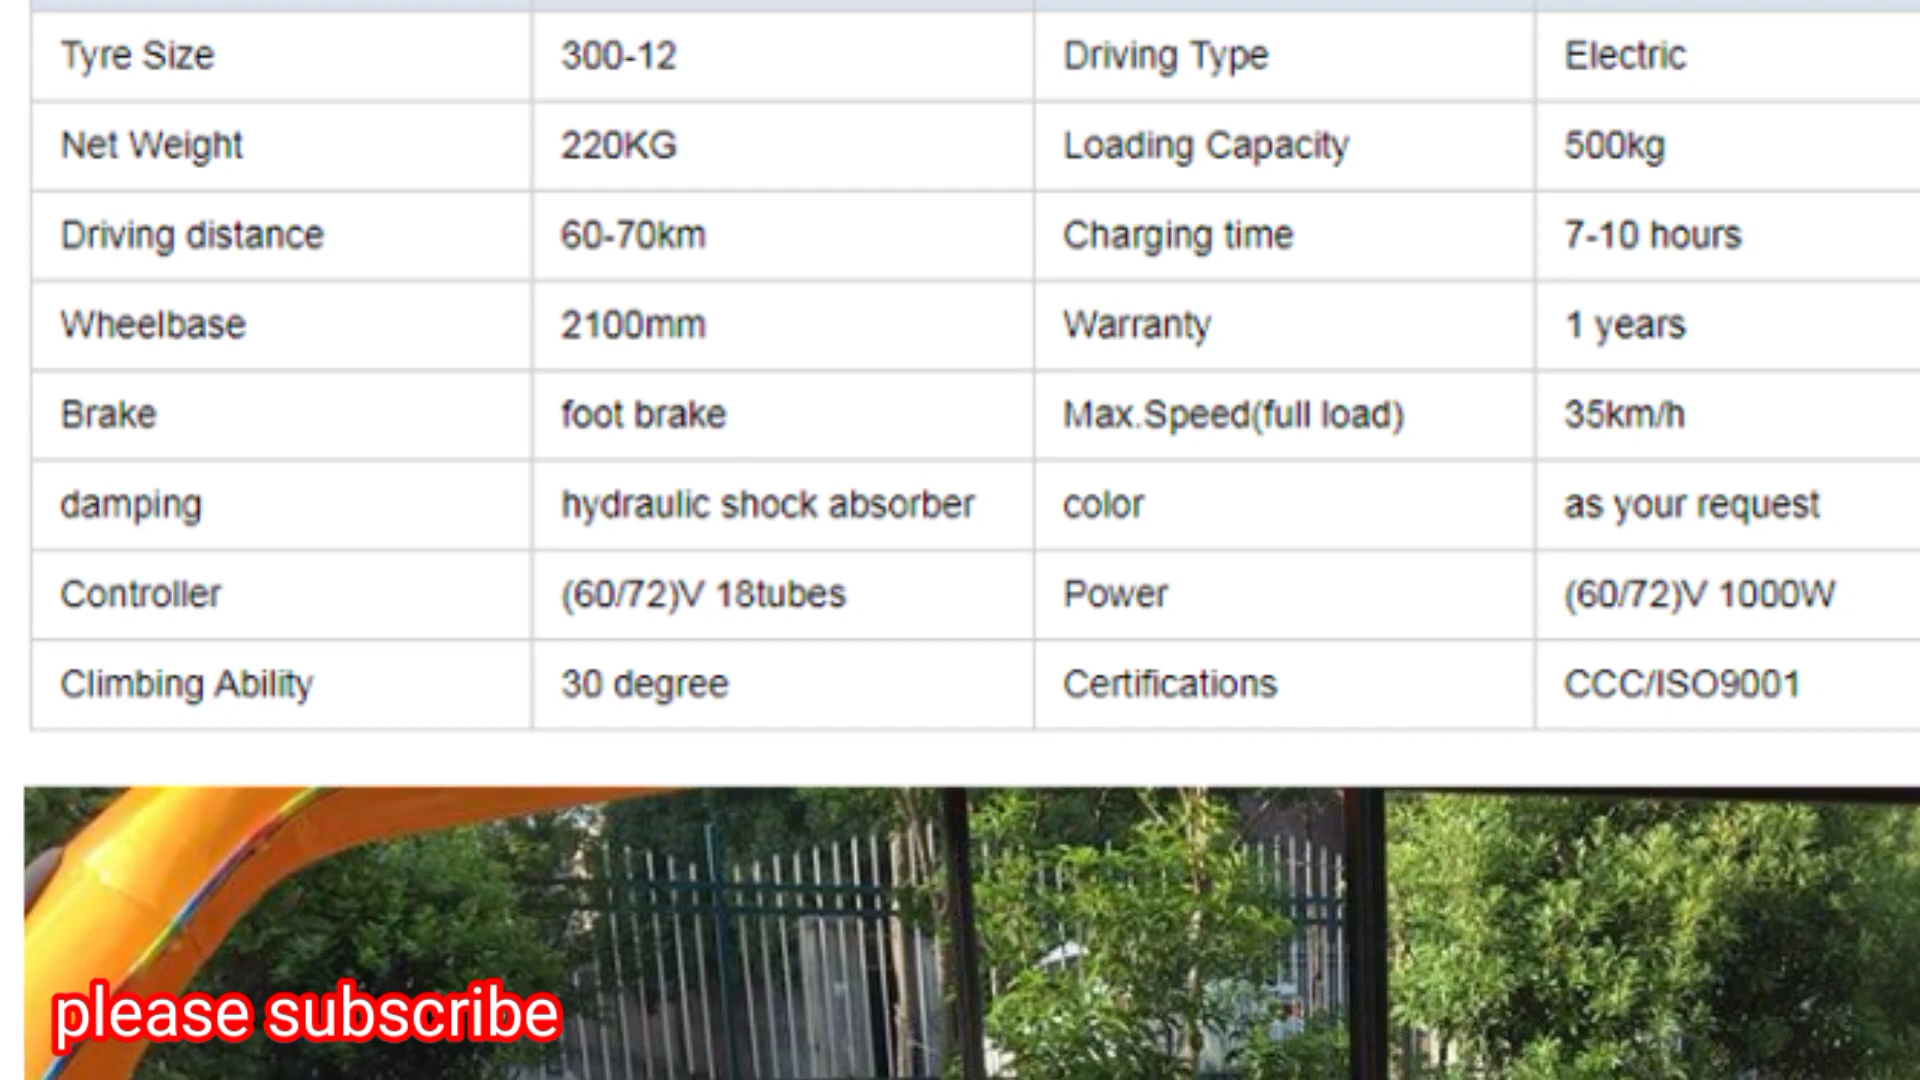 Tyre Size 300-12 Driving Type Electric
Net Weight 220KG Loading Capacity 500kg
Driving distance 60-70km Charging time 7-10 hours
Wheelbase 2100mm Warranty 1 years
Brake foot brake Max.Speed(full load) 35km/h
damping hydraulic shock absorber color as your request
Controller (60/72)V 18tubes Power (60/72)V 1000W
Climbing Ability 30 degree Certifications CCC/ISO9001
please subscribe